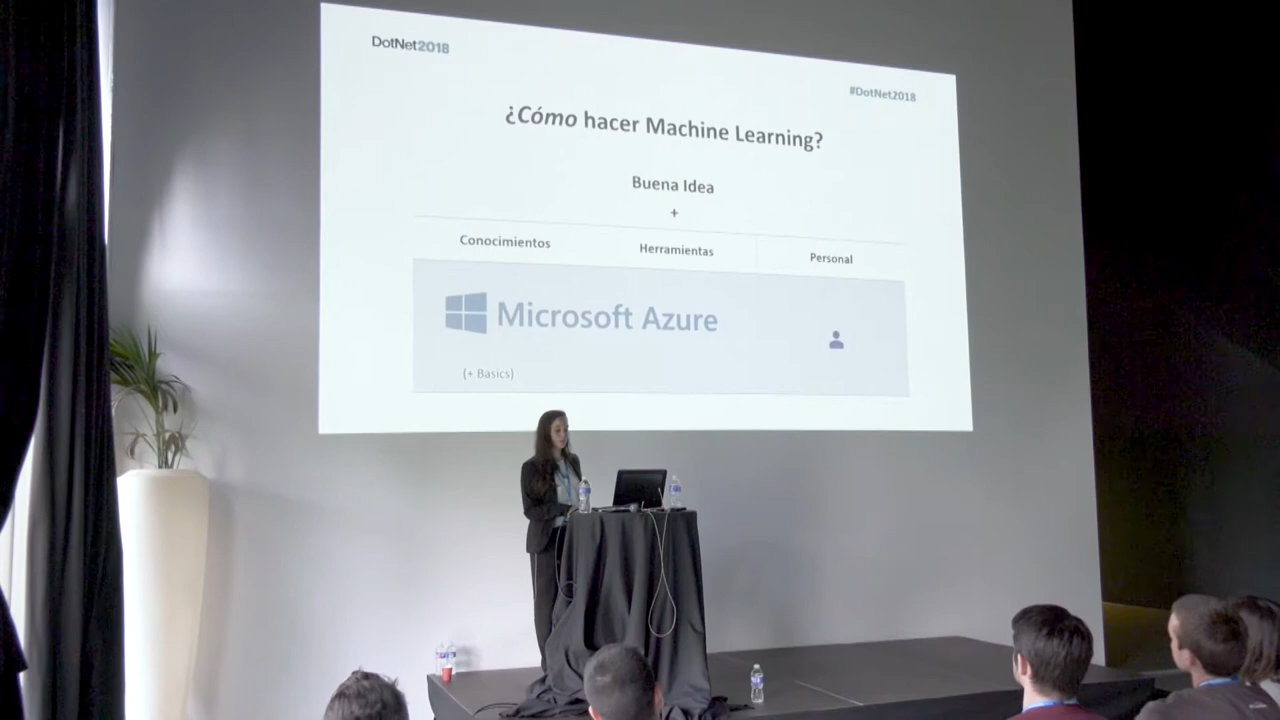 DotNet2018
#DotNet2018
¿Cómo hacer Machine Learning?
Buena Idea
+
Conocimientos Herramientas Personal
Microsoft Azure
(+ Basics)